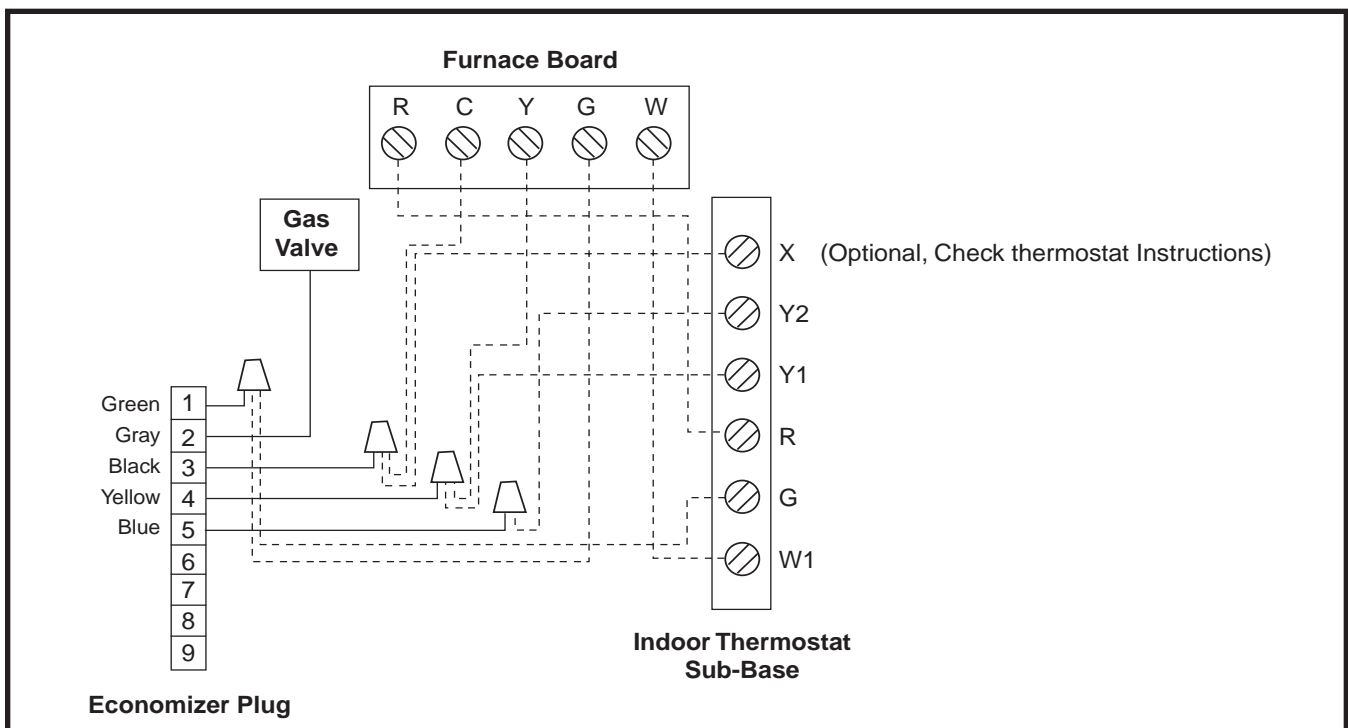 Furnace Board
R C Y G W
Gas
Valve
X (Optional, Check thermostat Instructions)
Y2
Y1
R
G
W1
Green 1
Gray 2
Black 3
Yellow 4
Blue 5
6
7
8
9
Indoor Thermostat
Sub-Base
Economizer Plug